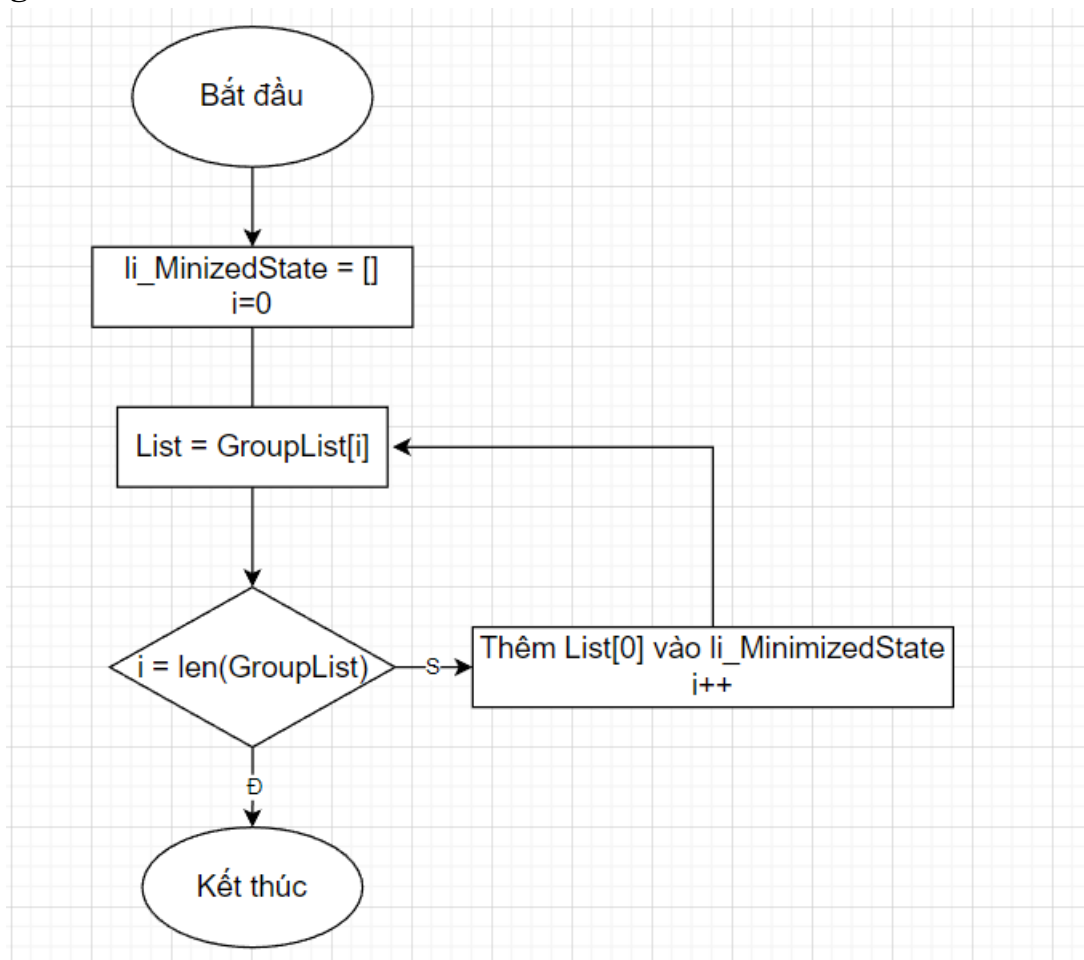 Bắt đầu
li_MinizedState = []
i=0
List = GroupList[i]
i = len(GroupList)
S
Thêm List[0] vào li_MinimizedState
i++
Đ
Kết thúc